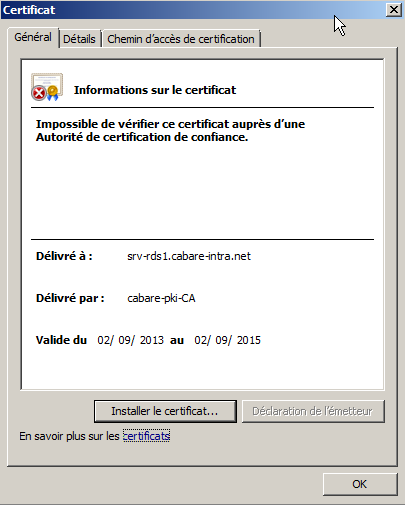 Certificat
Général Détails Chemin d'accès de certification
Informations sur le certificat
Impossible de vérifier ce certificat auprès d'une
Autorité de certification de confiance.
Délivré à : srv-rds1.cabare-intra.net
Délivré par : cabare-pki-CA
Valide du 02/ 09/ 2013 au 02/ 09/ 2015
Installer le certificat... Déclaration de l'émetteur
En savoir plus sur les certificats
OK